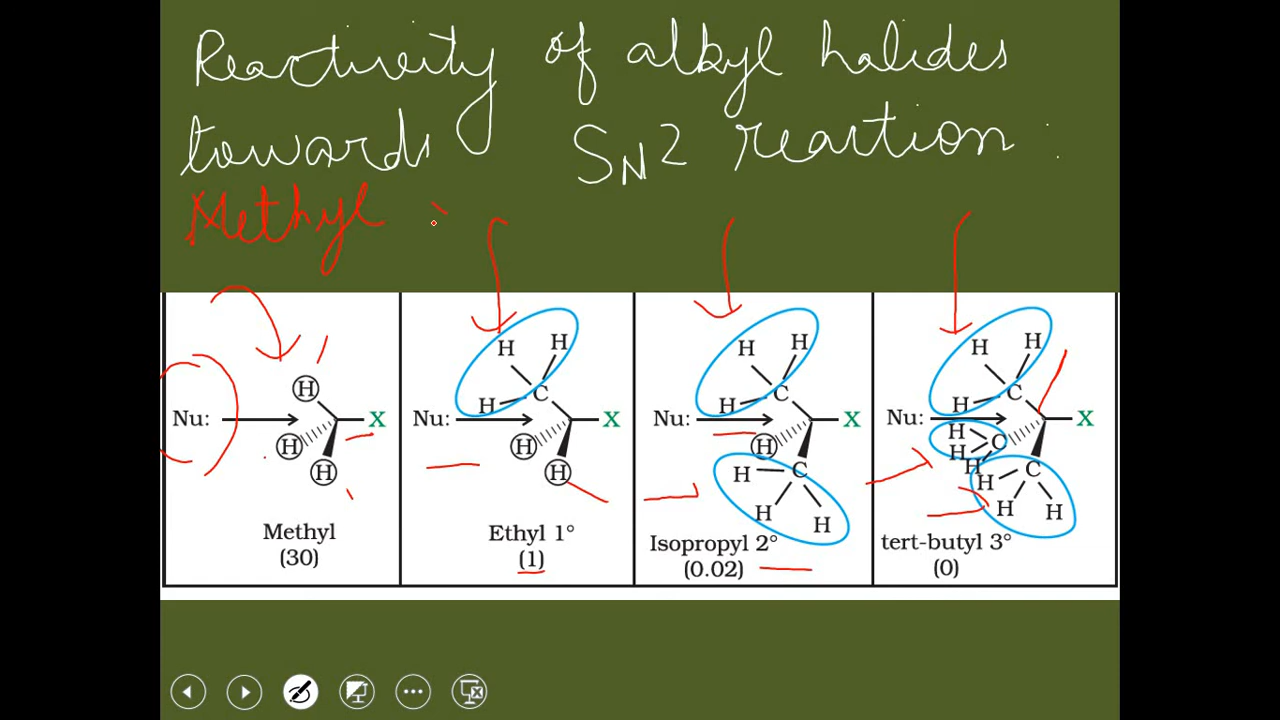 Reactivity of alkyl halides
towards SN2 reaction.
Methyl >
H H H C Nu: X H H H
H H H C Nu: X H H
H H H C Nu: X H H C H H H
H H H C Nu: X H H H C H H H C
Methyl
(30)
Ethyl 1°
(1)
Isopropyl 2°
(0.02)
tert-butyl 3°
(0)